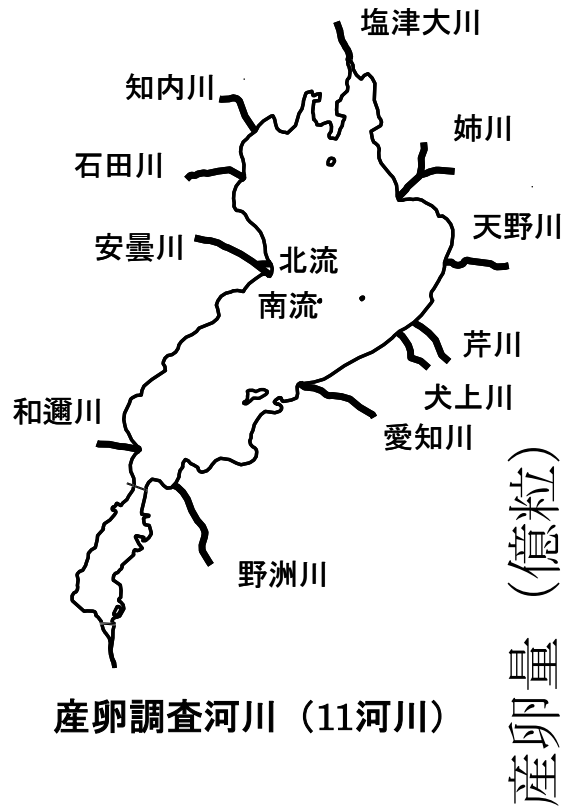 塩津大川
知内川
姉川
石田川
天野川
安曇川
北流
南流
芹川
犬上川
和邇川
愛知川
野洲川
産卵調査河川（11河川）
産卵量（億粒）